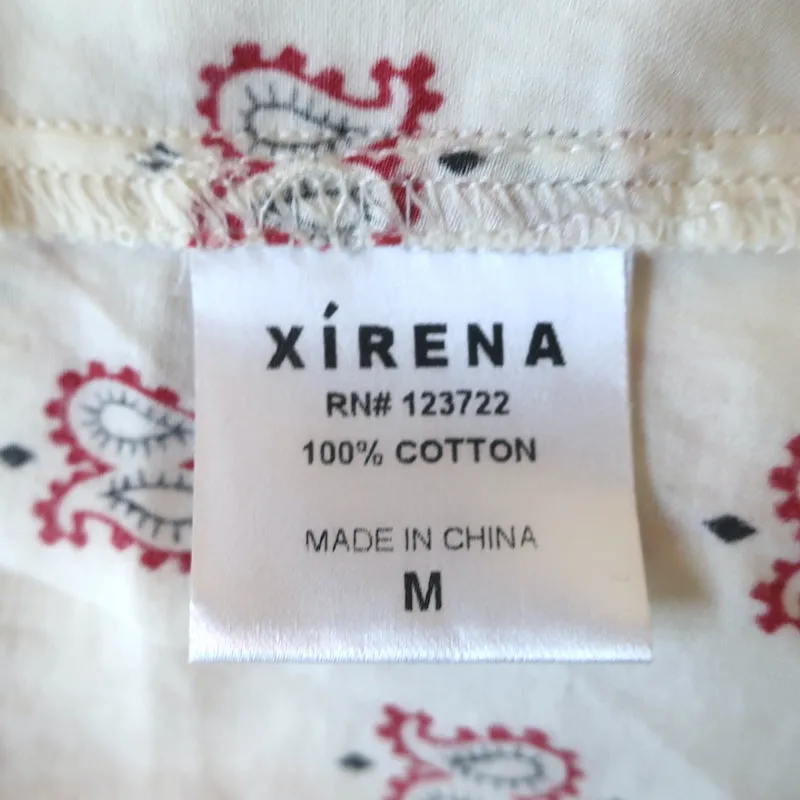 XÍRENA
RN# 123722
100% COTTON
MADE IN CHINA
M